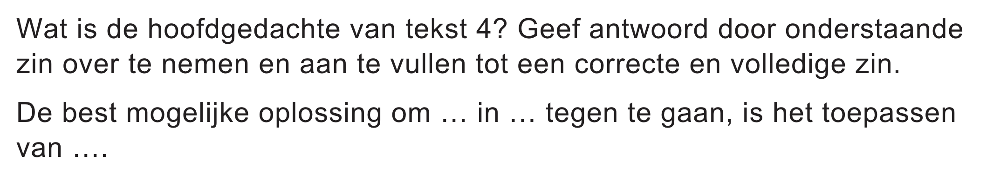 Wat is de hoofdgedachte van tekst 4? Geef antwoord door onderstaande
zin over te nemen en aan te vullen tot een correcte en volledige zin.
De best mogelijke oplossing om … in … tegen te gaan, is het toepassen
van ….